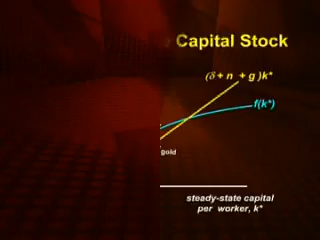 Capital Stock
(δ + n + g )k*
f(k*)
gold
steady-state capital
per worker, k*